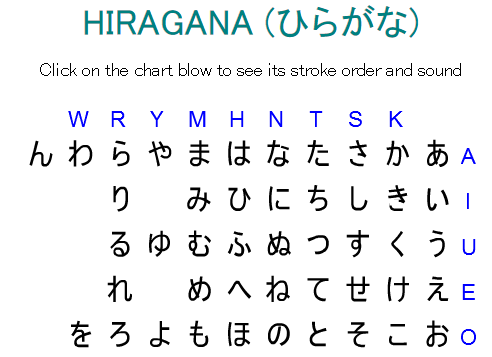 HIRAGANA (ひらがな)
Click on the chart blow to see its stroke order and sound
W R Y M H N T S K
ん わ ら や ま は な た さ か あ A
り み ひ に ち し き い I
る ゆ む ふ ぬ つ す く う U
れ め へ ね て せ け え E
を ろ よ も ほ の と そ こ お O